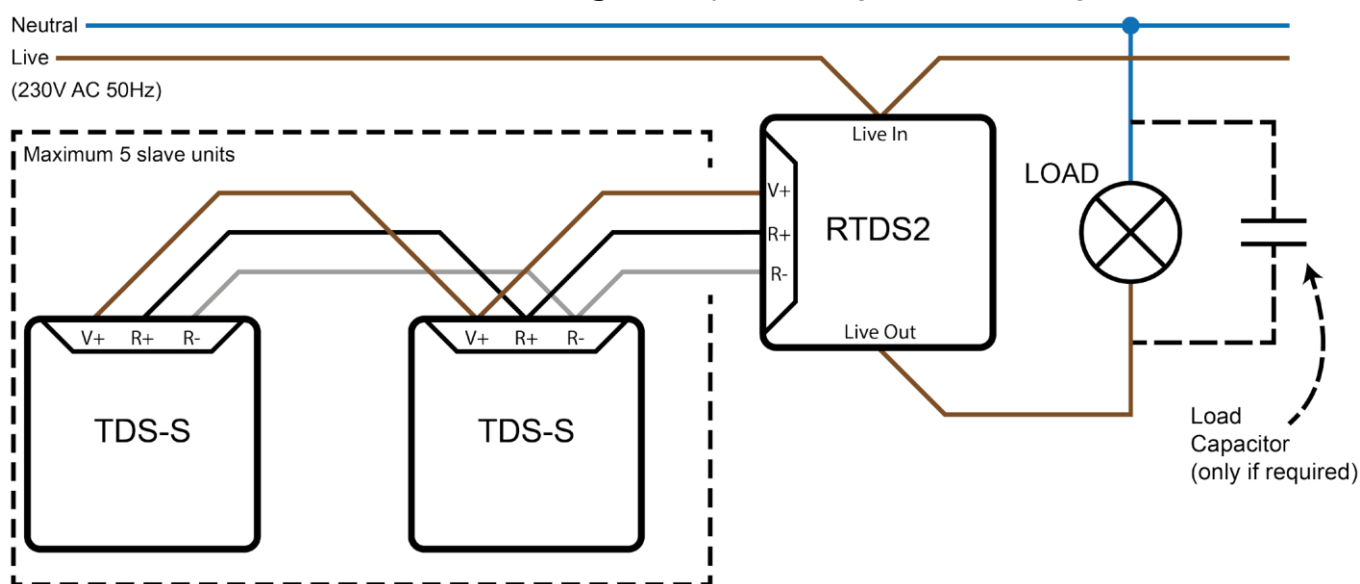 Neutral
Live
(230V AC 50Hz)
Maximum 5 slave units
Live In
V+
R+
R-
RTDS2
Live Out
LOAD
V+ R+ R-
TDS-S
V+ R+ R-
TDS-S
Load
Capacitor
(only if required)